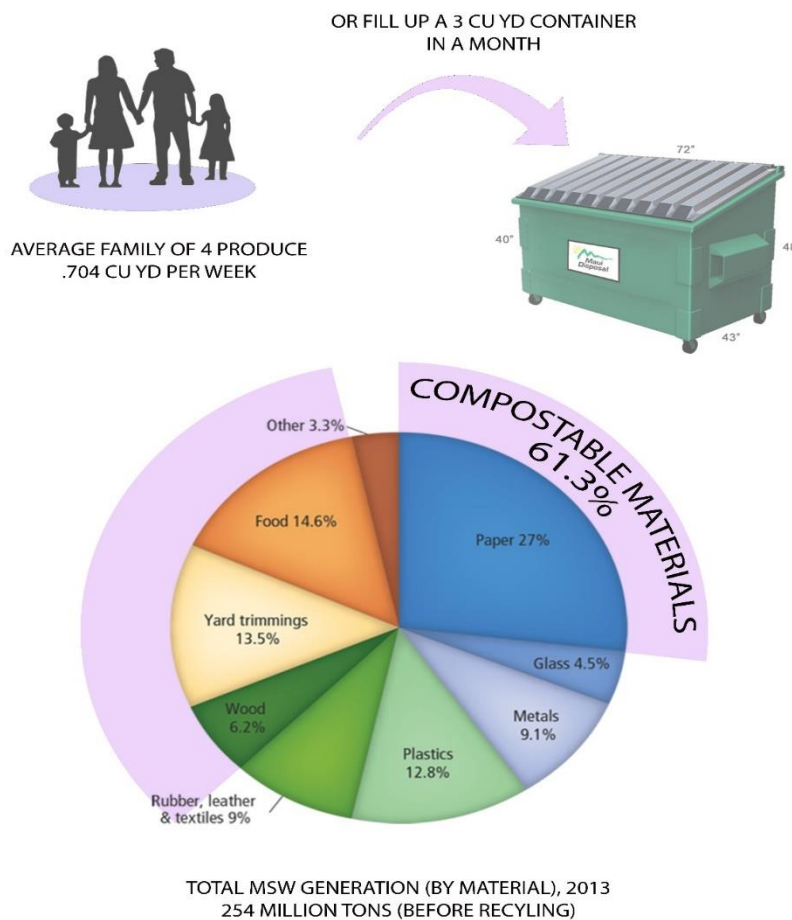 OR FILL UP A 3 CU YD CONTAINER
IN A MONTH
AVERAGE FAMILY OF 4 PRODUCE
.704 CU YD PER WEEK
72"
40"
Maui
Disposal
43"
COMPOSTABLE MATERIALS
61.3%
Other 3.3%
Food 14.6%
Paper 27%
Yard trimmings
13.5%
Glass 4.5%
Wood
6.2%
Metals
9.1%
Plastics
12.8%
Rubber, leather
& textiles 9%
TOTAL MSW GENERATION (BY MATERIAL), 2013
254 MILLION TONS (BEFORE RECYLING)